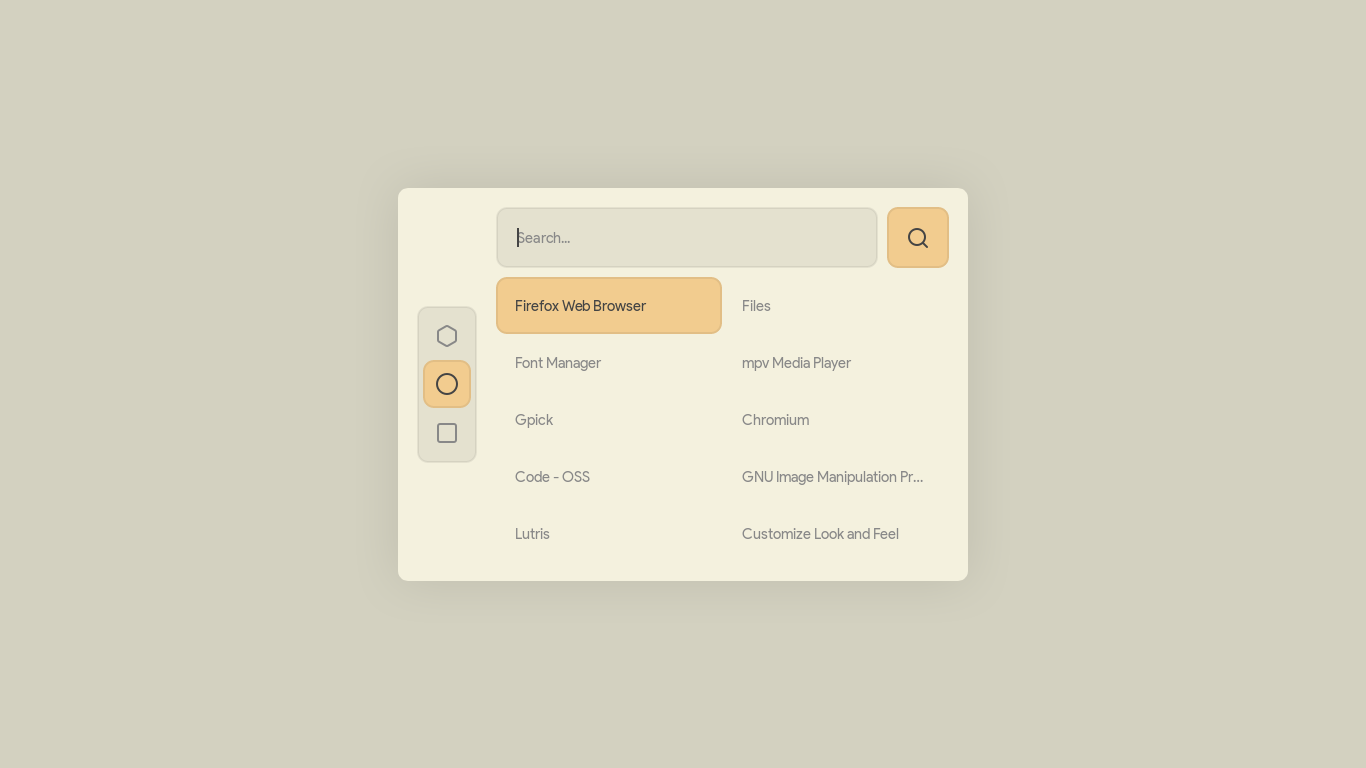 Search...
Firefox Web Browser
Files
Font Manager
mpv Media Player
Gpick
Chromium
Code - OSS
GNU Image Manipulation Pr...
Lutris
Customize Look and Feel